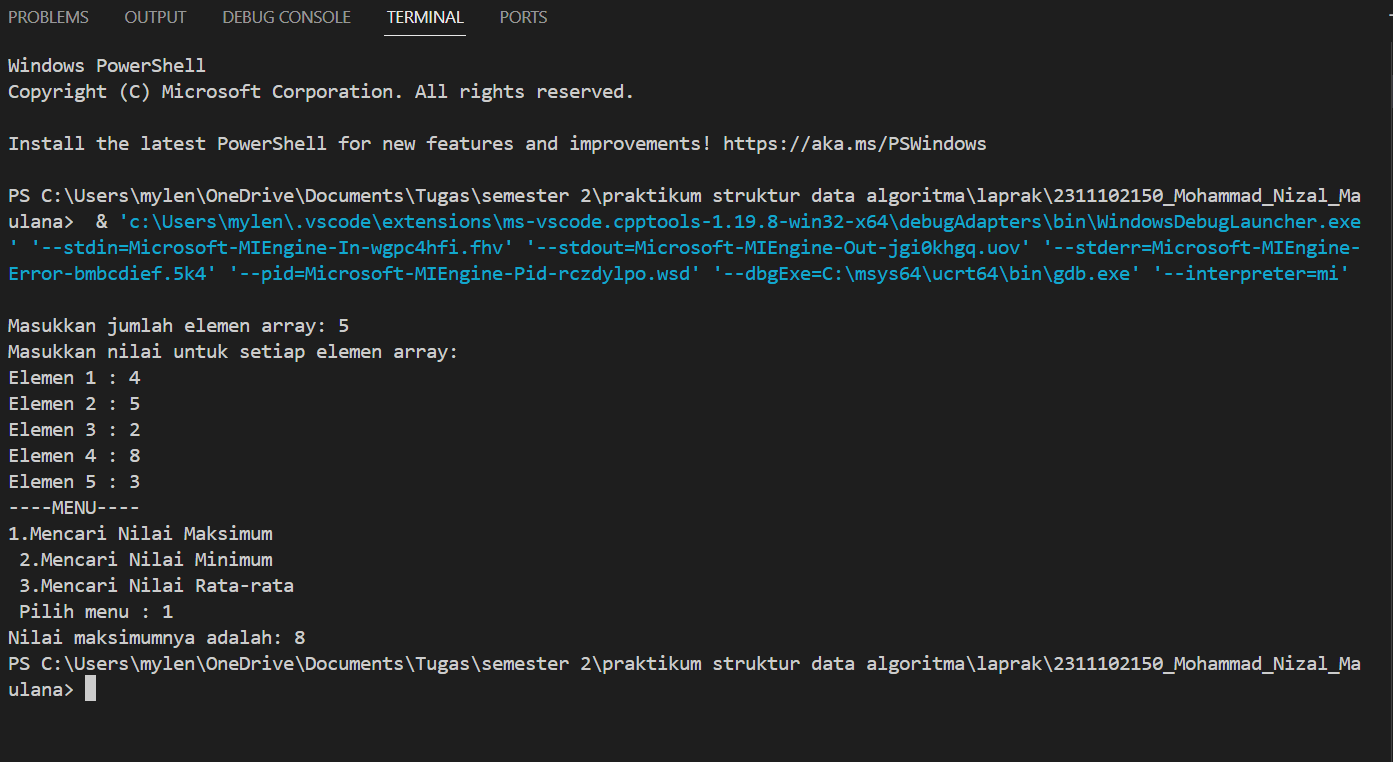 PROBLEMS OUTPUT DEBUG CONSOLE TERMINAL PORTS
Windows PowerShell
Copyright (C) Microsoft Corporation. All rights reserved.
Install the latest PowerShell for new features and improvements! https://aka.ms/PSWindows
PS C:\Users\mylen\OneDrive\Documents\Tugas\semester 2\praktikum struktur data algoritma\laprak\2311102150_Mohammad_Nizal_Ma
ulana>  & 'c:\Users\mylen\.vscode\extensions\ms-vscode.cpptools-1.19.8-win32-x64\debugAdapters\bin\WindowsDebugLauncher.exe
' '--stdin=Microsoft-MIEngine-In-wgpc4hfi.fhv' '--stdout=Microsoft-MIEngine-Out-jgi0khgq.uov' '--stderr=Microsoft-MIEngine-
Error-bmbcdief.5k4' '--pid=Microsoft-MIEngine-Pid-rczdylpo.wsd' '--dbgExe=C:\msys64\ucrt64\bin\gdb.exe' '--interpreter=mi'
Masukkan jumlah elemen array: 5
Masukkan nilai untuk setiap elemen array:
Elemen 1 : 4
Elemen 2 : 5
Elemen 3 : 2
Elemen 4 : 8
Elemen 5 : 3
----MENU----
1.Mencari Nilai Maksimum
 2.Mencari Nilai Minimum
 3.Mencari Nilai Rata-rata
 Pilih menu : 1
Nilai maksimumnya adalah: 8
PS C:\Users\mylen\OneDrive\Documents\Tugas\semester 2\praktikum struktur data algoritma\laprak\2311102150_Mohammad_Nizal_Ma
ulana>